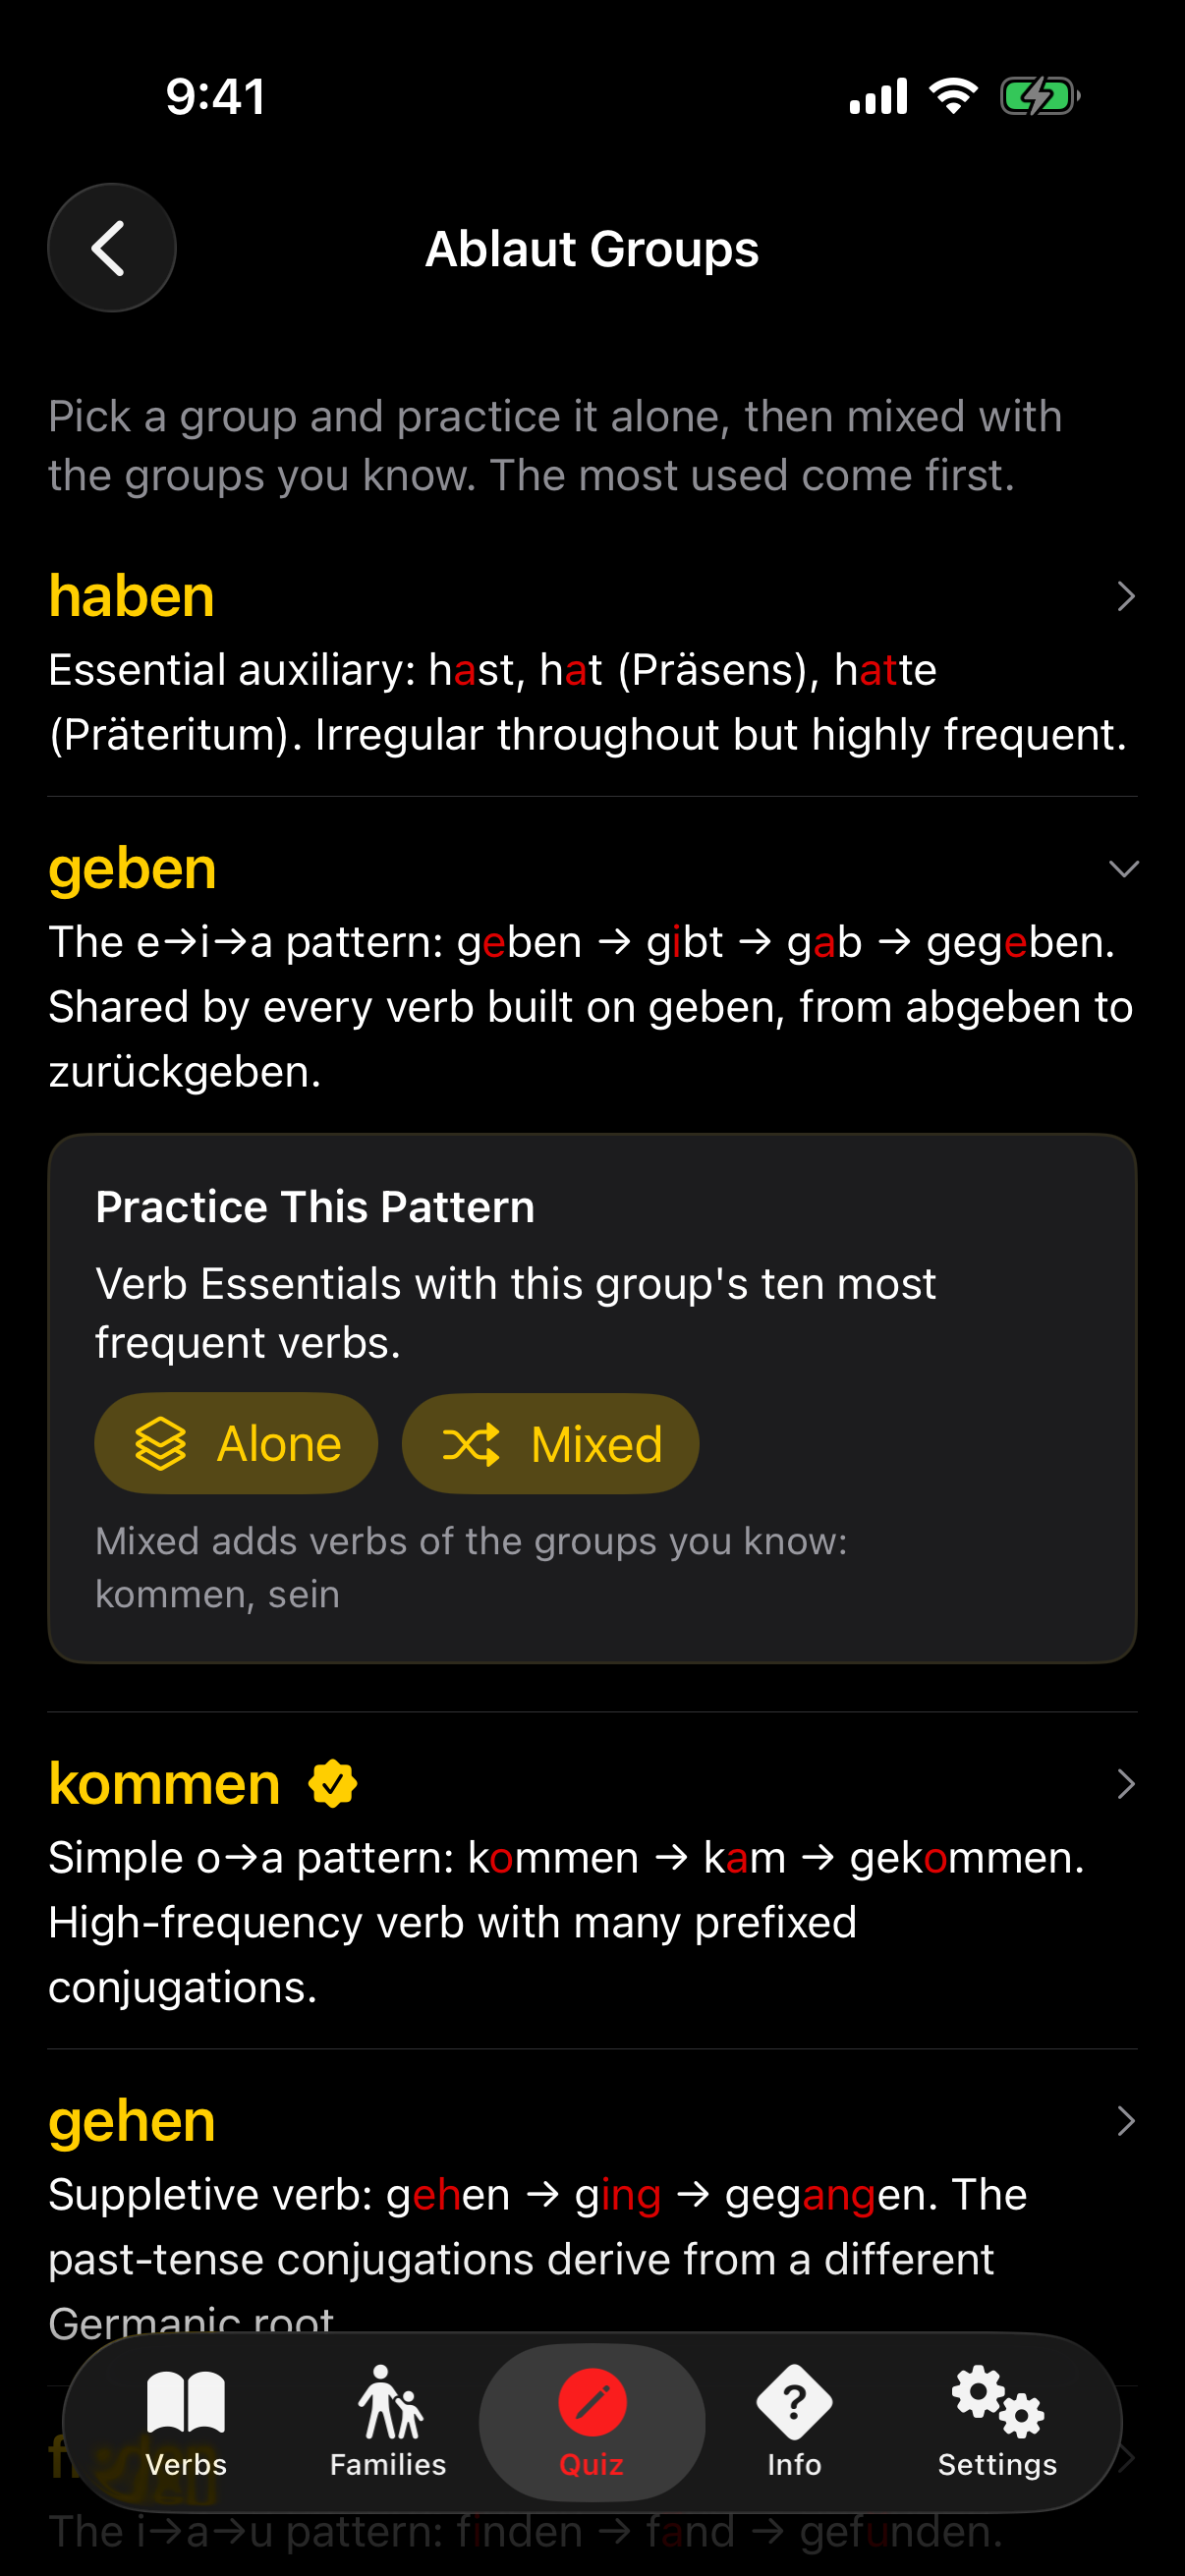 9:41
Ablaut Groups
Pick a group and practice it alone, then mixed with
the groups you know. The most used come first.
haben
Essential auxiliary: hast, hat (Präsens), hatte
(Präteritum). Irregular throughout but highly frequent.
geben
The e→i→a pattern: geben → gibt → gab → gegeben.
Shared by every verb built on geben, from abgeben to
zurückgeben.
Practice This Pattern
Verb Essentials with this group's ten most
frequent verbs.
Alone
Mixed
Mixed adds verbs of the groups you know:
kommen, sein
kommen
Simple o→a pattern: kommen → kam → gekommen.
High-frequency verb with many prefixed
conjugations.
gehen
Suppletive verb: gehen → ging → gegangen. The
past-tense conjugations derive from a different
Germanic root
Verbs
Families
Quiz
Info
Settings
The i→a→u pattern: finden → fand → gefunden.